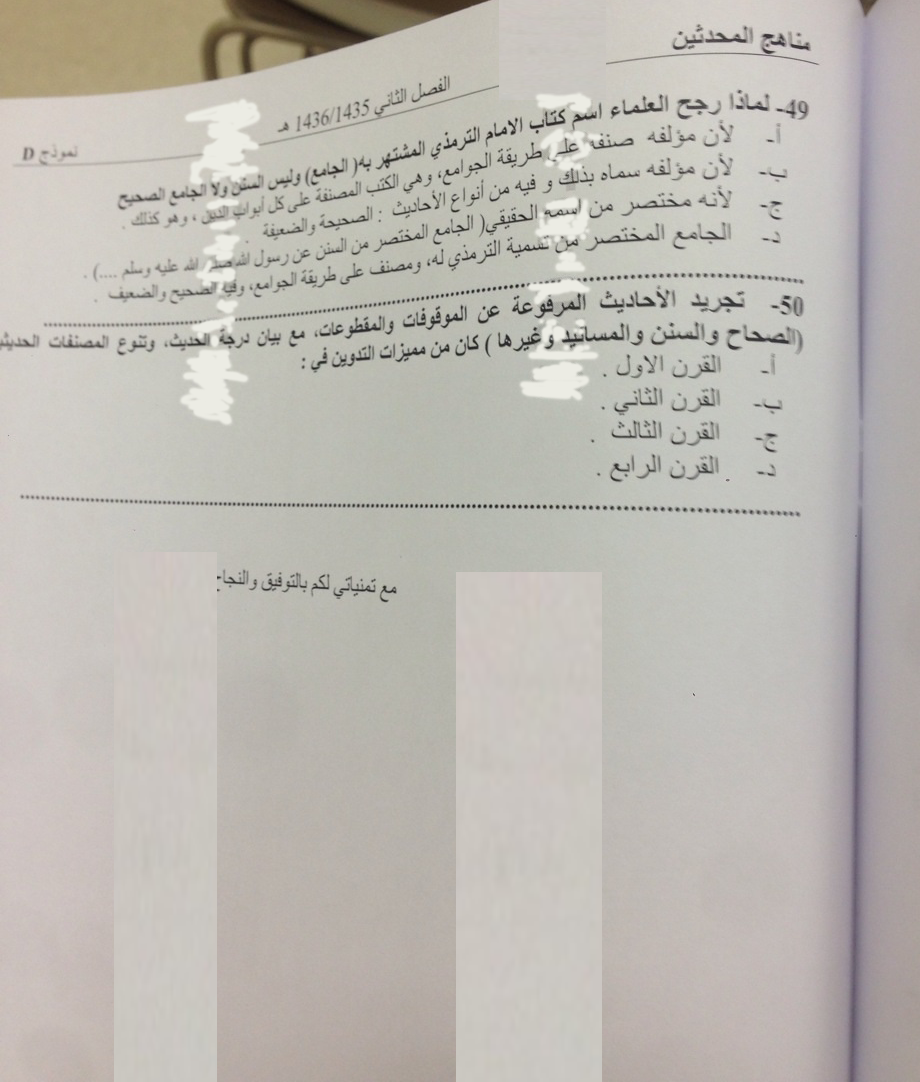 مناهج المحدثين
الفصل الثاني 1436/1435 هـ
نموذج D
49- لماذا رجح العلماء اسم كتاب الامام الترمذي المشتهر به( الجامع) وليس السنن ولا الجامع الصحيح
أ- لأن مؤلفه صنفه على طريقة الجوامع، وهي الكتب المصنفة على كل أبواب الدين ، وهو كذلك .
ب- لأن مؤلفه سماه بذلك و فيه من أنواع الأحاديث : الصحيحة والضعيفة .
ج- لأنه مختصر من اسمه الحقيقي( الجامع المختصر من السنن عن رسول الله صلى الله عليه وسلم ....) .
د- الجامع المختصر من تسمية الترمذي له، ومصنف على طريقة الجوامع، وفيه الصحيح والضعيف .
50- تجريد الأحاديث المرفوعة عن الموقوفات والمقطوعات، مع بيان درجة الحديث، وتنوع المصنفات
(الصحاح والسنن والمسانيد وغيرها ) كان من مميزات التدوين في :
أ- القرن الاول .
ب- القرن الثاني .
ج- القرن الثالث .
د- القرن الرابع .
مع تمنياتي لكم بالتوفيق